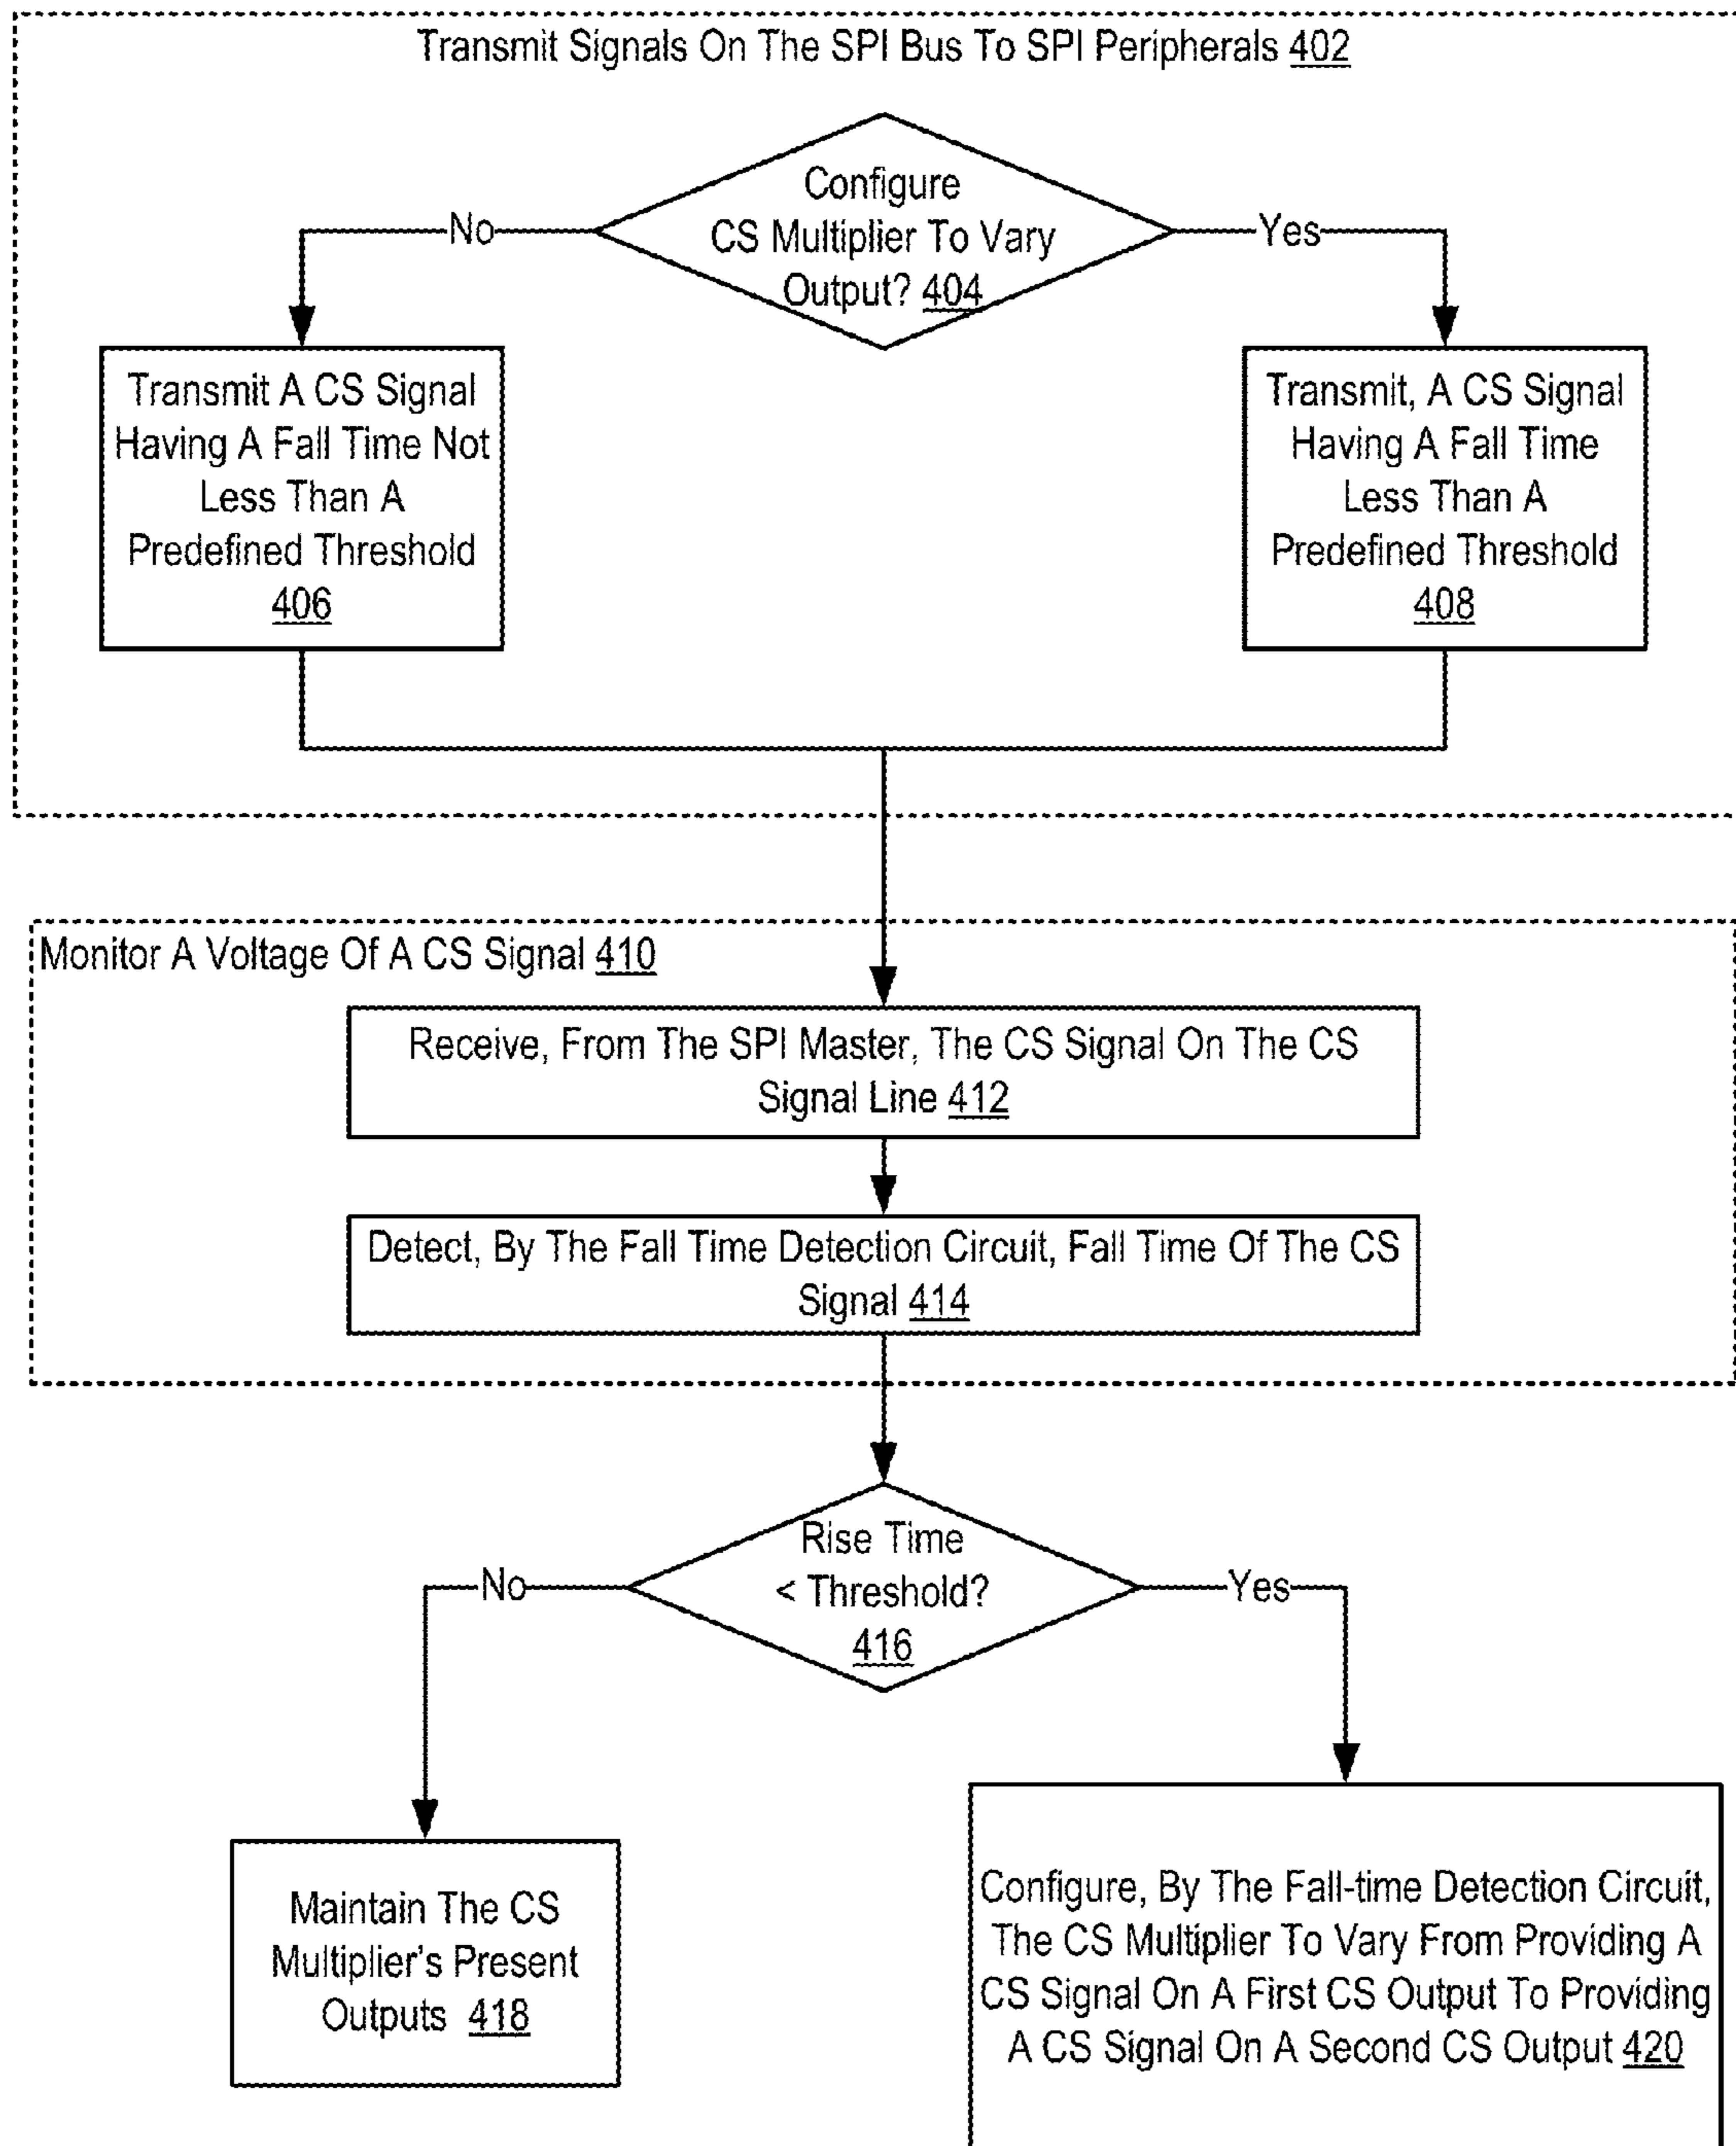 Transmit Signals On The SPI Bus To SPI Peripherals 402
Configure
CS Multiplier To Vary
Output? 404
No
Yes
Transmit A CS Signal
Having A Fall Time Not
Less Than A
Predefined Threshold
406
Transmit, A CS Signal
Having A Fall Time
Less Than A
Predefined Threshold
408
Monitor A Voltage Of A CS Signal 410
Receive, From The SPI Master, The CS Signal On The CS
Signal Line 412
Detect, By The Fall Time Detection Circuit, Fall Time Of The CS
Signal 414
Rise Time
< Threshold?
416
No
Yes
Maintain The CS
Multiplier's Present
Outputs 418
Configure, By The Fall-time Detection Circuit,
The CS Multiplier To Vary From Providing A
CS Signal On A First CS Output To Providing
A CS Signal On A Second CS Output 420